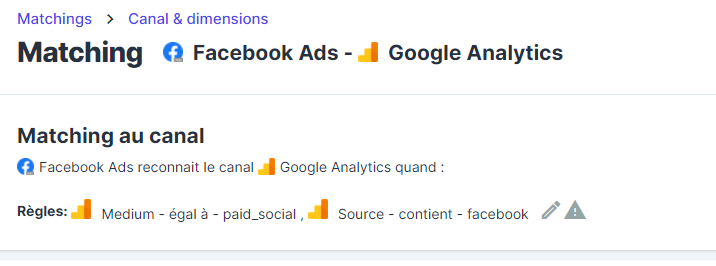 Matchings > Canal & dimensions
Matching Facebook Ads - Google Analytics
Matching au canal
Facebook Ads reconnait le canal Google Analytics quand :
Règles: Medium - égal à - paid_social , Source - contient - facebook